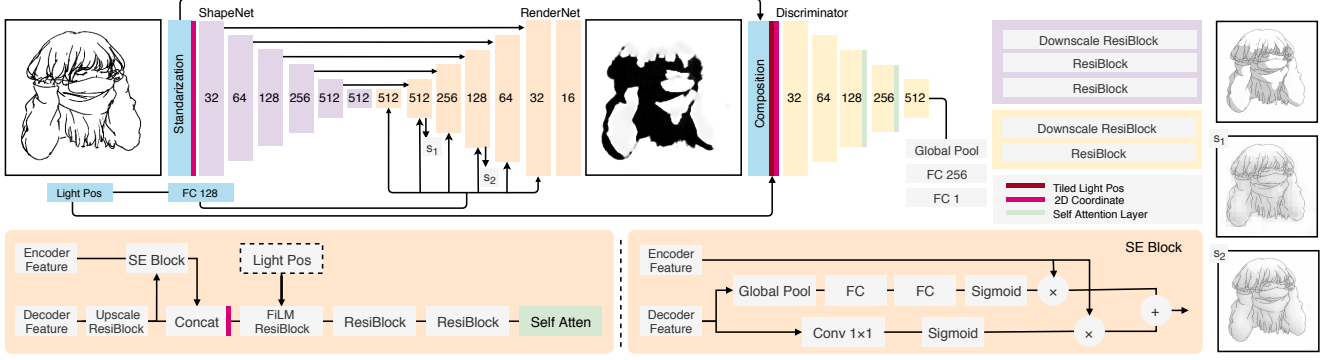 ShapeNet
RenderNet
Discriminator
Standarization
32
64
128
256
512
512
512
512
256
128
64
32
16
s1
s2
Light Pos
FC 128
Composition
32
64
128
256
512
Global Pool
FC 256
FC 1
Downscale ResiBlock
ResiBlock
ResiBlock
Downscale ResiBlock
ResiBlock
Tiled Light Pos
2D Coordinate
Self Attention Layer
s1
s2
Encoder
Feature
SE Block
Light Pos
Decoder
Feature
Upscale
ResiBlock
Concat
FiLM
ResiBlock
ResiBlock
ResiBlock
Self Atten
SE Block
Encoder
Feature
Global Pool
FC
FC
Sigmoid
×
Decoder
Feature
Conv 1×1
Sigmoid
×
+